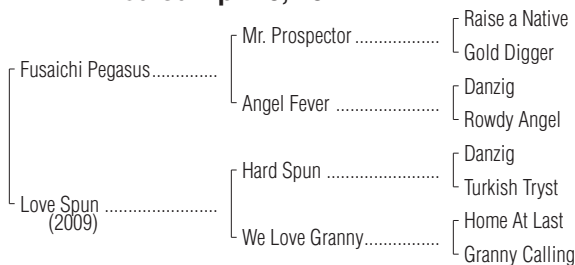 Raise a Native
Mr. Prospector
Gold Digger
Fusaichi Pegasus
Danzig
Angel Fever
Rowdy Angel
Danzig
Hard Spun
Turkish Tryst
Love Spun
(2009)
Home At Last
We Love Granny
Granny Calling